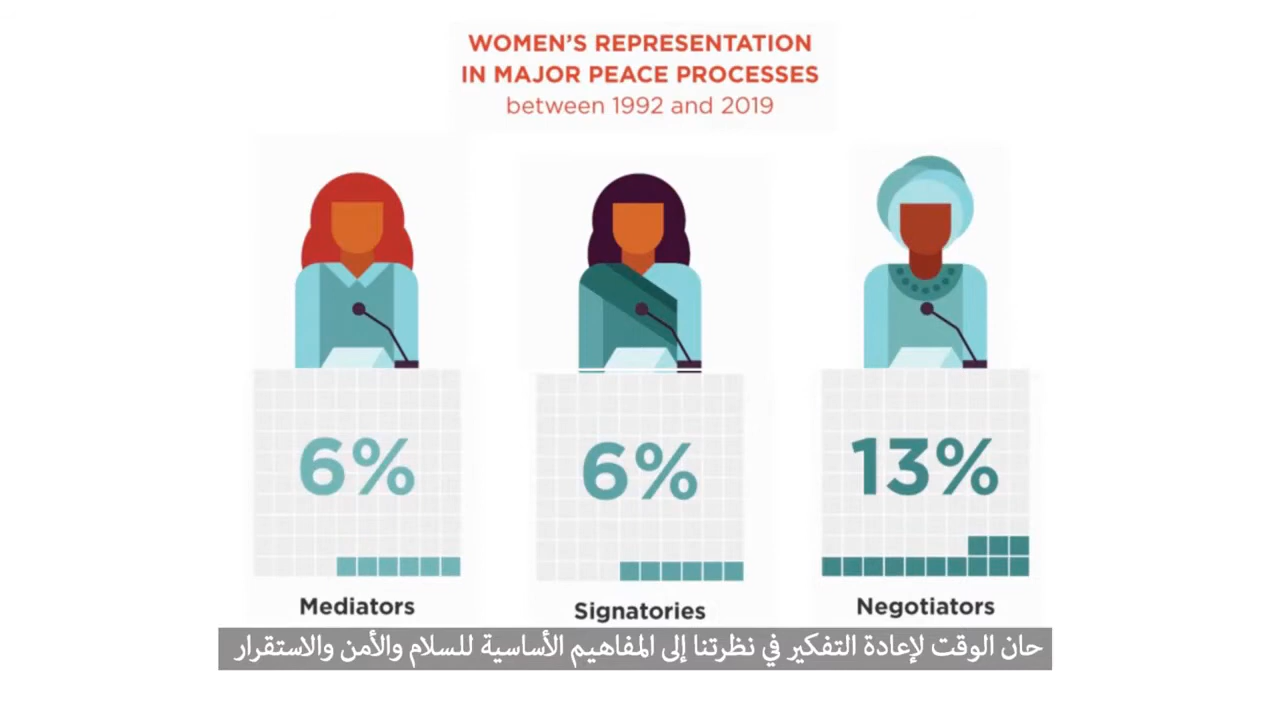 WOMEN'S REPRESENTATION
IN MAJOR PEACE PROCESSES
between 1992 and 2019
6%
6%
13%
Mediators
Signatories
Negotiators
حان الوقت لإعادة التفكير في نظرتنا إلى المفاهيم الأساسية للسلام والأمن والاستقرار